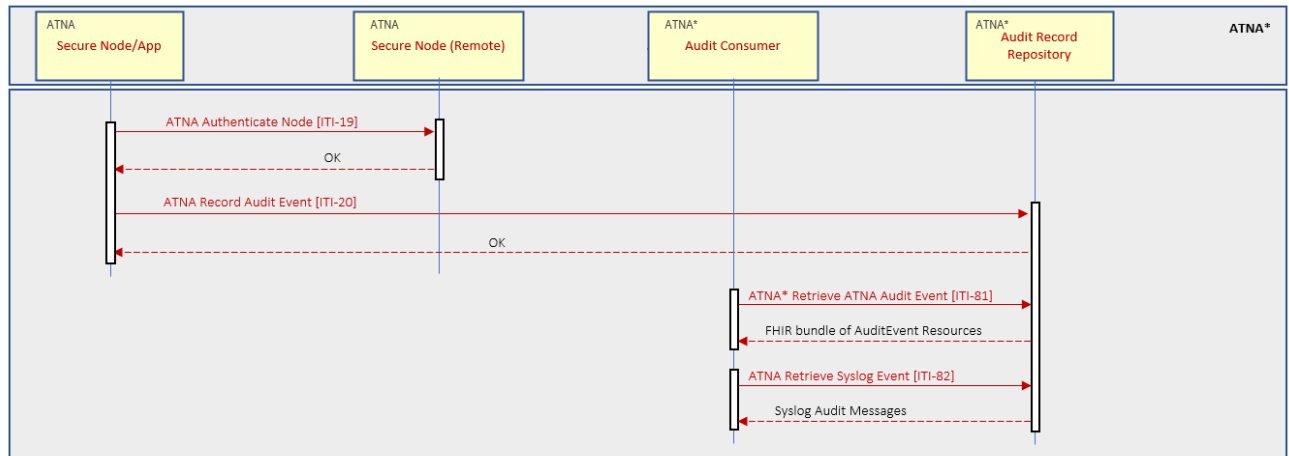 ATNA
Secure Node/App
ATNA
Secure Node (Remote)
ATNA*
Audit Consumer
ATNA*
Audit Record
Repository
ATNA*
ATNA Authenticate Node [ITI-19]
OK
ATNA Record Audit Event [ITI-20]
OK
ATNA* Retrieve ATNA Audit Event [ITI-81]
FHIR bundle of AuditEvent Resources
ATNA Retrieve Syslog Event [ITI-82]
Syslog Audit Messages